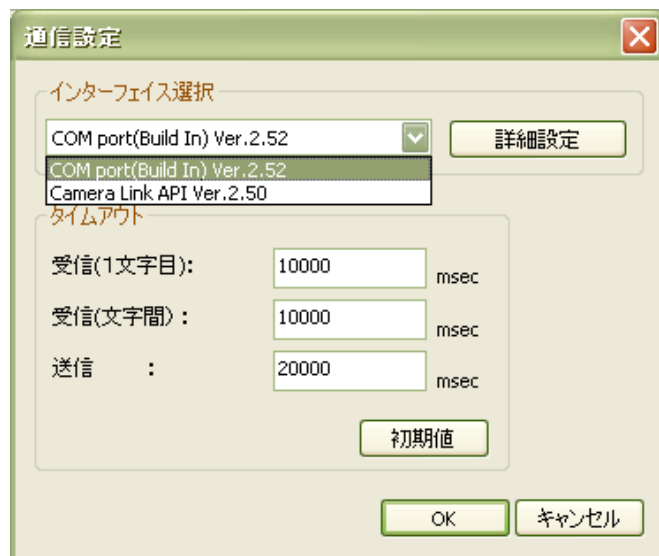 通信設定
インターフェイス選択
COM port(Build In) Ver.2.52
詳細設定
COM port(Build In) Ver.2.52
Camera Link API Ver.2.50
タイムアウト
受信(1文字目): 10000 msec
受信(文字間): 10000 msec
送信 : 20000 msec
初期値
OK キャンセル